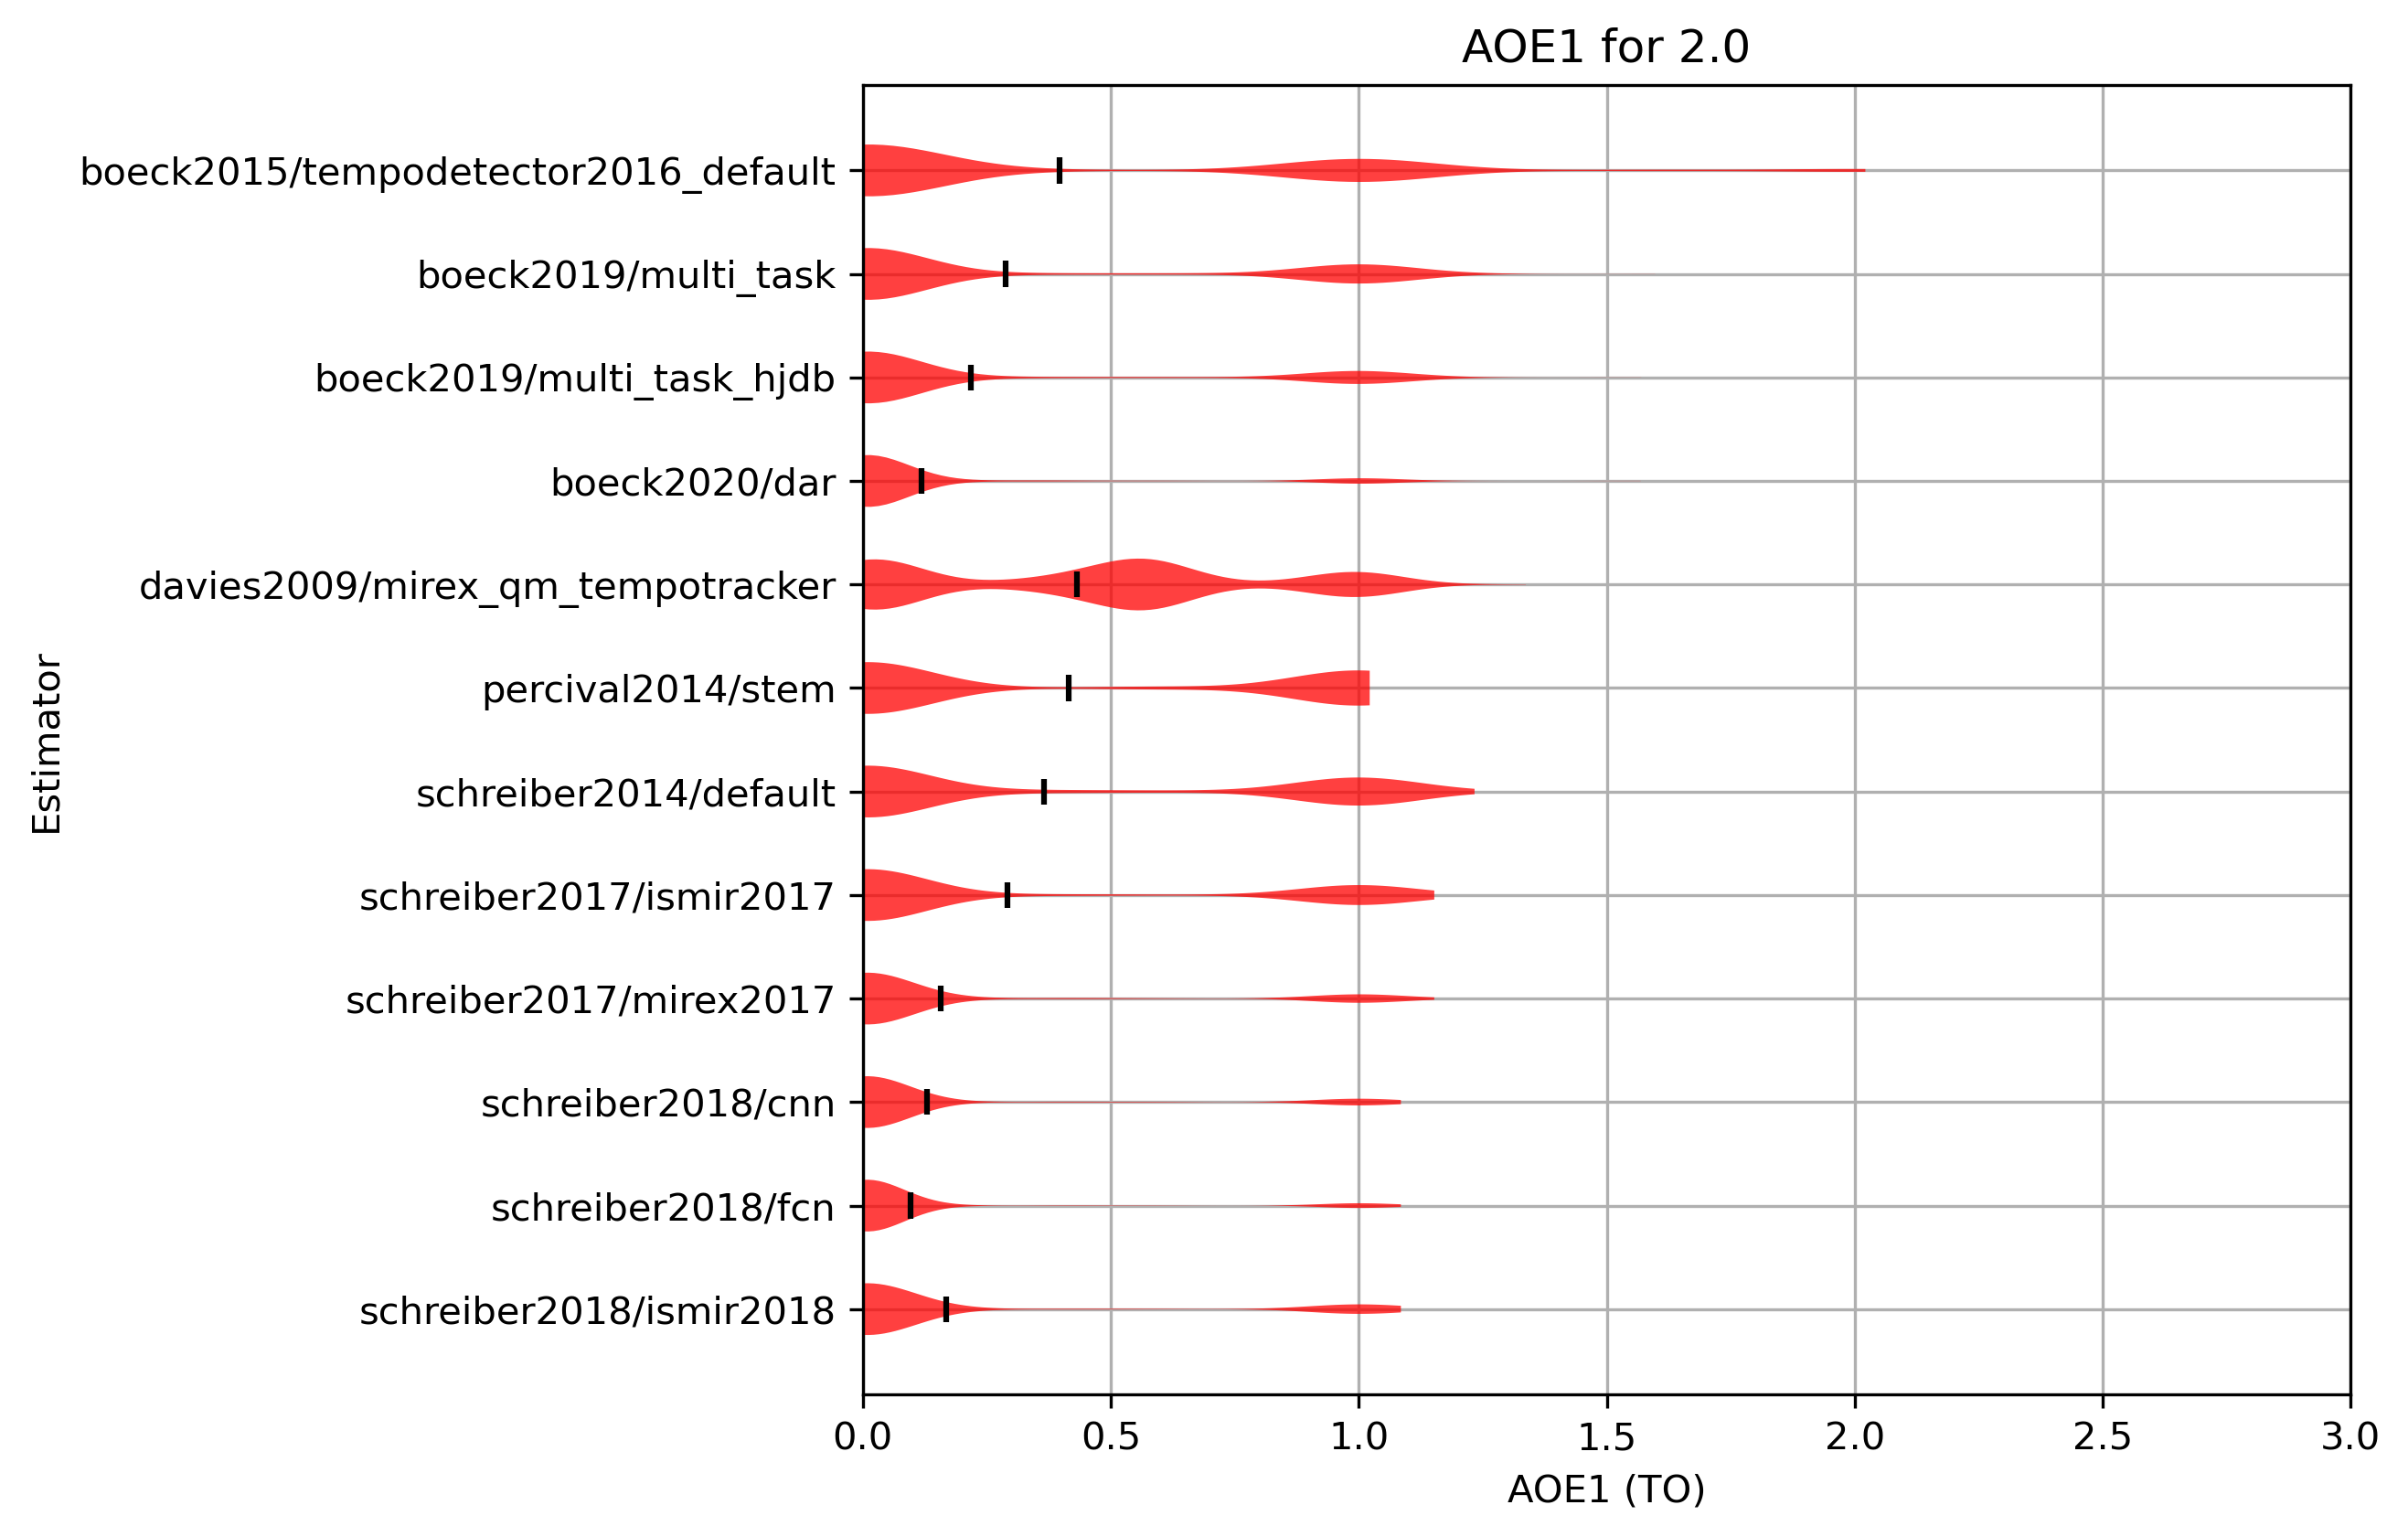 AOE1 for 2.0
boeck2015/tempodetector2016_default
boeck2019/multi_task
boeck2019/multi_task_hjdb
boeck2020/dar
davies2009/mirex_qm_tempotracker
percival2014/stem
schreiber2014/default
schreiber2017/ismir2017
schreiber2017/mirex2017
schreiber2018/cnn
schreiber2018/fcn
schreiber2018/ismir2018
Estimator
0.0 0.5 1.0 1.5 2.0 2.5 3.0
AOE1 (TO)